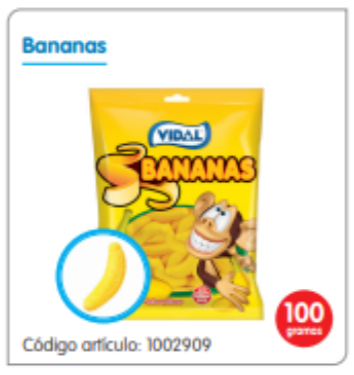 Bananas
VIDAL
BANANAS
100
gramos
Código artículo: 1002909